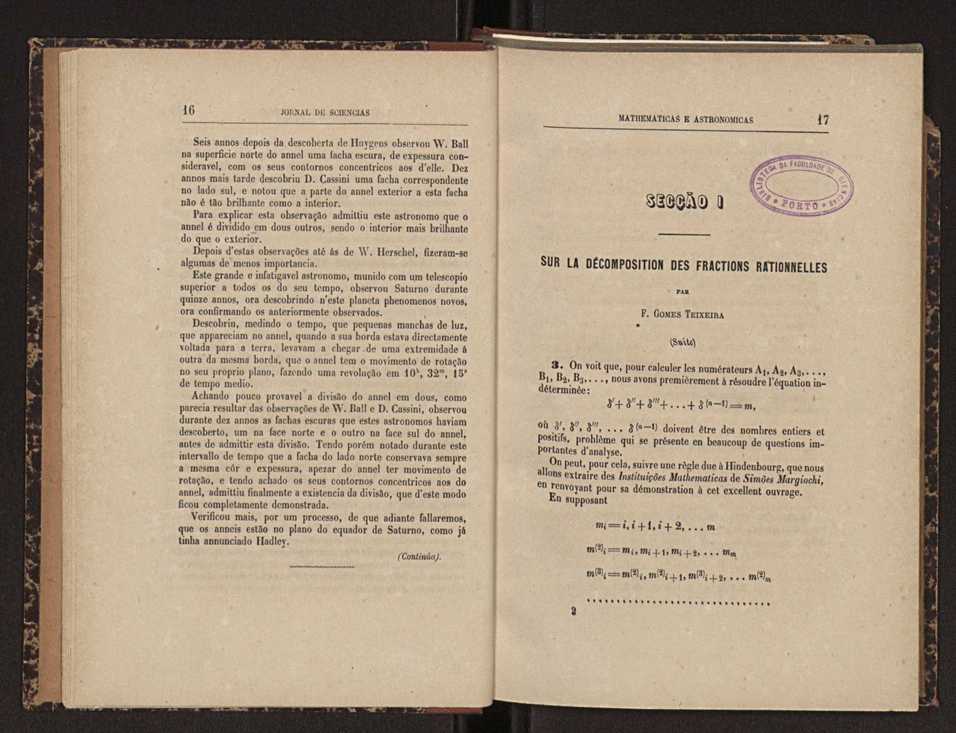 16 JORNAL DE SCIENCIAS
Seis annos depois da descoberta de Huygens observou W. Ball
na superficie norte do annel uma facha escura, de expessura con-
sideravel, com os seus contornos concentricos aos d'elle. Dez
annos mais tarde descobriu D. Cassini uma facha correspondente
no lado sul, e notou que a parte do annel exterior a esta facha
não é tão brilhante como a interior.
Para explicar esta observação admittiu este astronomo que o
annel é dividido em dous outros, sendo o interior mais brilhante
do que o exterior.
Depois d'estas observações até ás de W. Herschel, fizeram-se
algumas de menos importancia.
Este grande e infatigavel astronomo, munido com um telescopio
superior a todos os do seu tempo, observou Saturno durante
quinze annos, ora descobrindo n'este planeta phenomenos novos,
ora confirmando os anteriormente observados.
Descobriu, medindo o tempo, que pequenas manchas de luz,
que appareciam no annel, quando a sua borda estava directamente
voltada para a terra, levavam a chegar de uma extremidade á
outra da mesma borda, que o annel tem o movimento de rotação
no seu proprio plano, fazendo uma revolução em 10ʰ, 32ᵐ, 15ˢ
de tempo medio.
Achando pouco provavel a divisão do annel em dous, como
parecia resultar das observações de W. Ball e D. Cassini, observou
durante dez annos as fachas escuras que estes astronomos haviam
descoberto, um na face norte e o outro na face sul do annel,
antes de admittir esta divisão. Tendo porém notado durante este
intervallo de tempo que a facha do lado norte conservava sempre
a mesma côr e expessura, apezar do annel ter movimento de
rotação, e tendo achado os seus contornos concentricos aos do
annel, admittiu finalmente a existencia da divisão, que d'este modo
ficou completamente demonstrada.
Verificou mais, por um processo, de que adiante fallaremos,
que os anneis estão no plano do equador de Saturno, como já
tinha annunciado Hadley.
(Continúa).
MATHEMATICAS E ASTRONOMICAS 17
BIBLIOTECA DA FACULDADE DE CIENCIAS
* PORTO *
SECÇÃO I
SUR LA DÉCOMPOSITION DES FRACTIONS RATIONNELLES
PAR
F. GOMES TEIXEIRA
(Suite)
3. On voit que, pour calculer les numérateurs A₁, A₂, A₃, . . . .,
B₁, B₂, B₃, . . ., nous avons premièrement à résoudre l'équation in-
déterminée:
δ′ + δ″ + δ‴ + . . . + δ⁽ⁿ⁻¹⁾ = m,
où δ′, δ″, δ‴, . . . δ⁽ⁿ⁻¹⁾ doivent être des nombres entiers et
positifs, problème qui se présente en beaucoup de questions im-
portantes d'analyse.
On peut, pour cela, suivre une règle due à Hindenbourg, que nous
allons extraire des Instituições Mathematicas de Simões Margiochi,
en renvoyant pour sa démonstration à cet excellent ouvrage.
En supposant
mᵢ = i, i + 1, i + 2, . . . m
m⁽²⁾ᵢ = mᵢ, mᵢ₊₁, mᵢ₊₂, . . . mₘ
m⁽³⁾ᵢ = m⁽²⁾ᵢ, m⁽²⁾ᵢ₊₁, m⁽³⁾ᵢ₊₂, . . . m⁽²⁾ₘ
. . . . . . . . . . . . . . . . . . . . . . . . . . . .
2